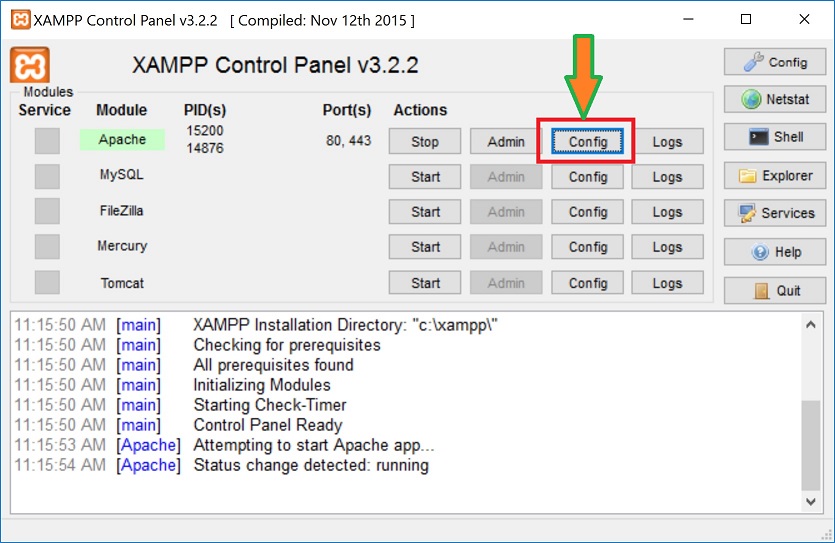 XAMPP Control Panel v3.2.2   [ Compiled: Nov 12th 2015 ]
XAMPP Control Panel v3.2.2
Config
Modules
Service Module PID(s) Port(s) Actions
Netstat
Apache 15200 14876 80, 443 Stop Admin Config Logs
Shell
MySQL Start Admin Config Logs
Explorer
FileZilla Start Admin Config Logs
Services
Mercury Start Admin Config Logs
Help
Tomcat Start Admin Config Logs
Quit
11:15:50 AM [main] XAMPP Installation Directory: "c:\xampp\"
11:15:50 AM [main] Checking for prerequisites
11:15:50 AM [main] All prerequisites found
11:15:50 AM [main] Initializing Modules
11:15:50 AM [main] Starting Check-Timer
11:15:50 AM [main] Control Panel Ready
11:15:53 AM [Apache] Attempting to start Apache app...
11:15:54 AM [Apache] Status change detected: running